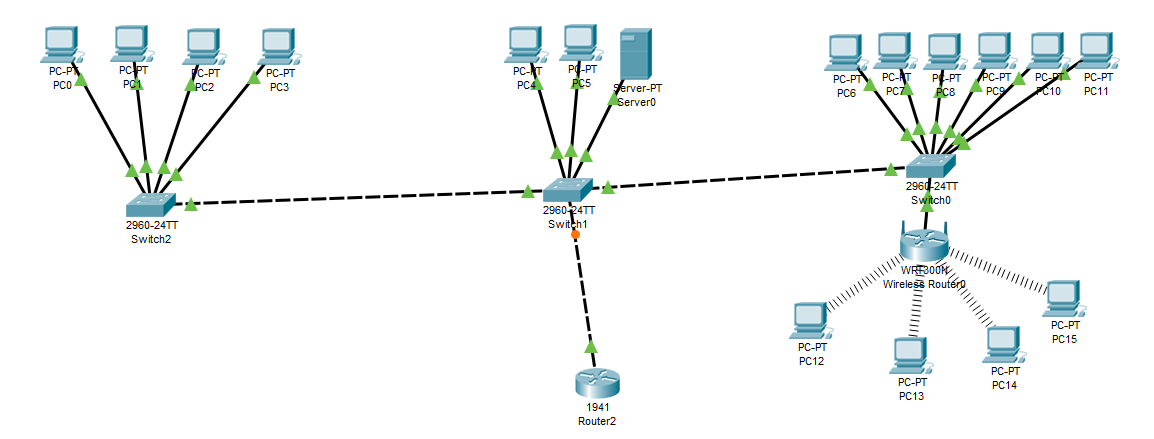 PC-PT
PC0
PC-PT
PC1
PC-PT
PC2
PC-PT
PC3
PC-PT
PC4
PC-PT
PC5
Server-PT
Server0
PC-PT
PC6
PC-PT
PC7
PC-PT
PC8
PC-PT
PC9
PC-PT
PC10
PC-PT
PC11
2960-24TT
Switch2
2960-24TT
Switch1
2960-24TT
Switch0
WRT300N
Wireless Router0
PC-PT
PC12
PC-PT
PC13
PC-PT
PC14
PC-PT
PC15
1941
Router2